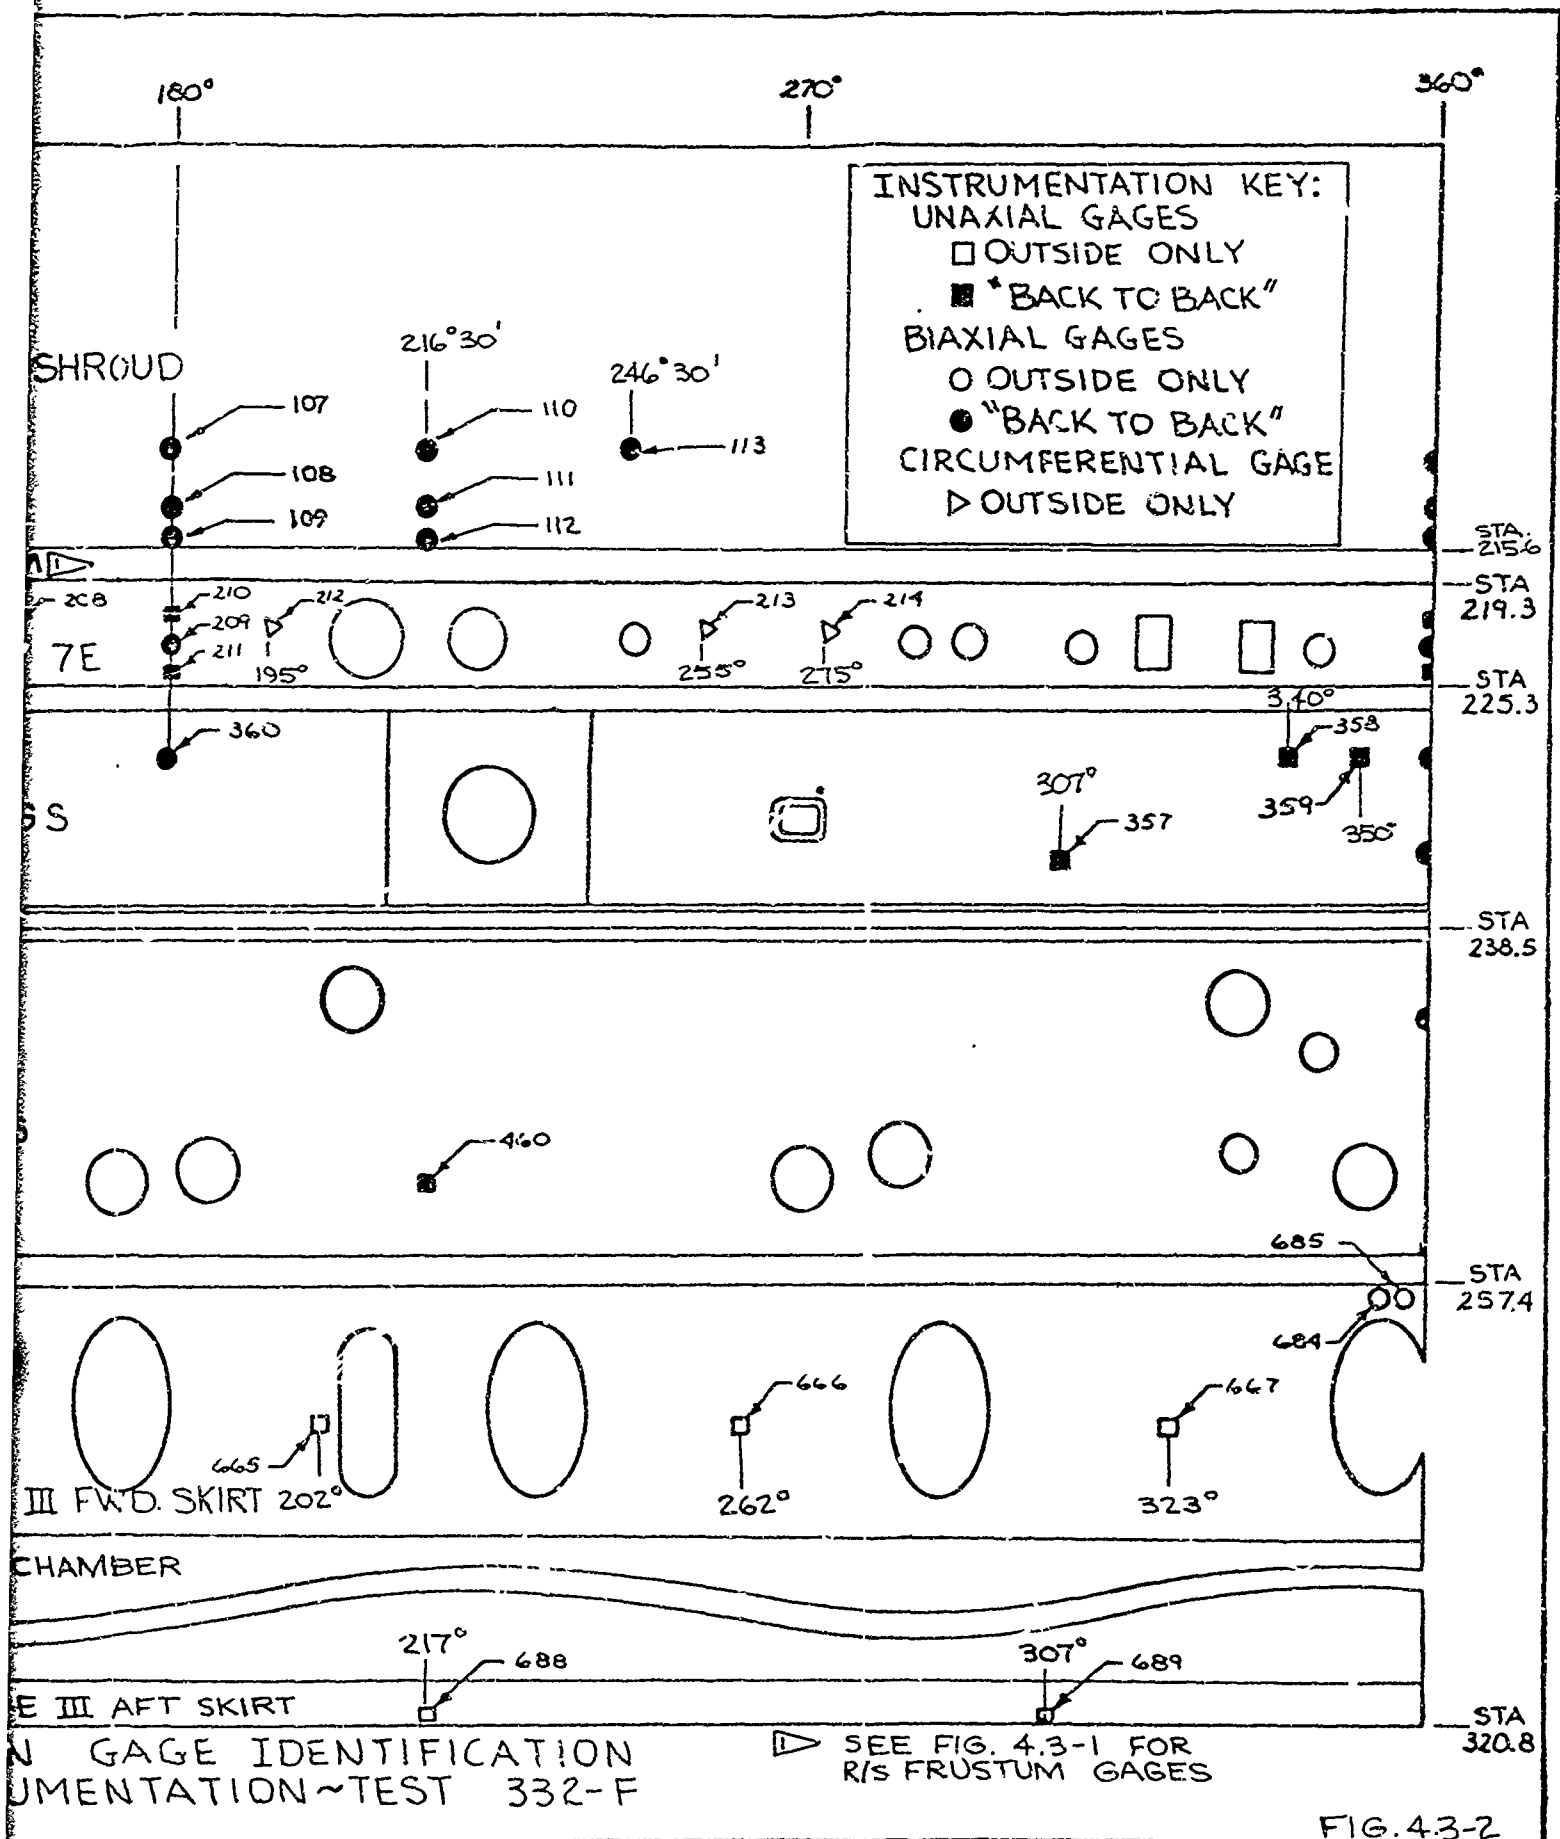 180° 270° 360°
INSTRUMENTATION KEY:
UNAXIAL GAGES
OUTSIDE ONLY
"BACK TO BACK"
BIAXIAL GAGES
OUTSIDE ONLY
"BACK TO BACK"
CIRCUMFERENTIAL GAGE
OUTSIDE ONLY
216°30'
246°30'
SHROUD
107
110
113
108
111
109
112
STA.
215.6
1
208
210
212
213
214
STA
219.3
209
7E
211
195°
255°
275°
STA
225.3
340°
360
358
307°
359
S
357
350°
STA
238.5
460
685
STA
257.4
684
666
667
665
III FWD. SKIRT 202°
262°
323°
CHAMBER
217°
688
307°
689
E III AFT SKIRT
STA
320.8
N GAGE IDENTIFICATION
UMENTATION~TEST 332-F
1 SEE FIG. 4.3-1 FOR
R/S FRUSTUM GAGES
FIG. 4.3-2